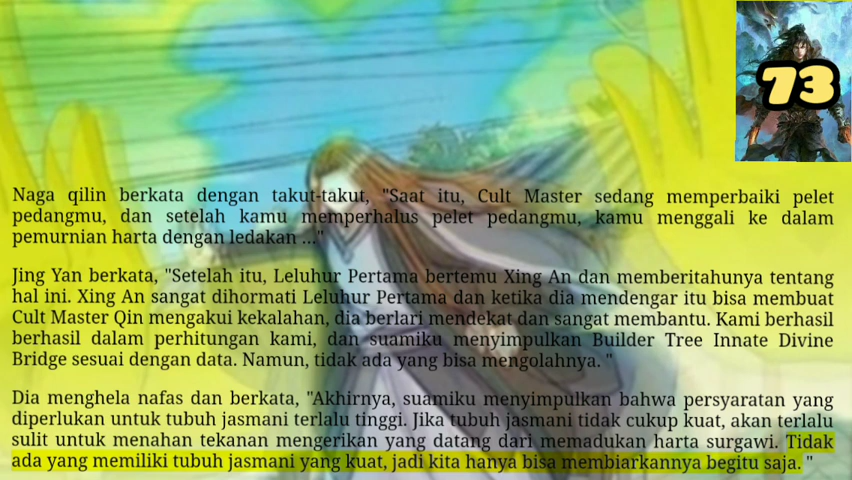 73
Naga qilin berkata dengan takut-takut, "Saat itu, Cult Master sedang memperbaiki pelet
pedangmu, dan setelah kamu memperhalus pelet pedangmu, kamu menggali ke dalam
pemurnian harta dengan ledakan ..."
Jing Yan berkata, "Setelah itu, Leluhur Pertama bertemu Xing An dan memberitahunya tentang
hal ini. Xing An sangat dihormati Leluhur Pertama dan ketika dia mendengar itu bisa membuat
Cult Master Qin mengakui kekalahan, dia berlari mendekat dan sangat membantu. Kami berhasil
berhasil dalam perhitungan kami, dan suamiku menyimpulkan Builder Tree Innate Divine
Bridge sesuai dengan data. Namun, tidak ada yang bisa mengolahnya. "
Dia menghela nafas dan berkata, "Akhirnya, suamiku menyimpulkan bahwa persyaratan yang
diperlukan untuk tubuh jasmani terlalu tinggi. Jika tubuh jasmani tidak cukup kuat, akan terlalu
sulit untuk menahan tekanan mengerikan yang datang dari memadukan harta surgawi. Tidak
ada yang memiliki tubuh jasmani yang kuat, jadi kita hanya bisa membiarkannya begitu saja. "